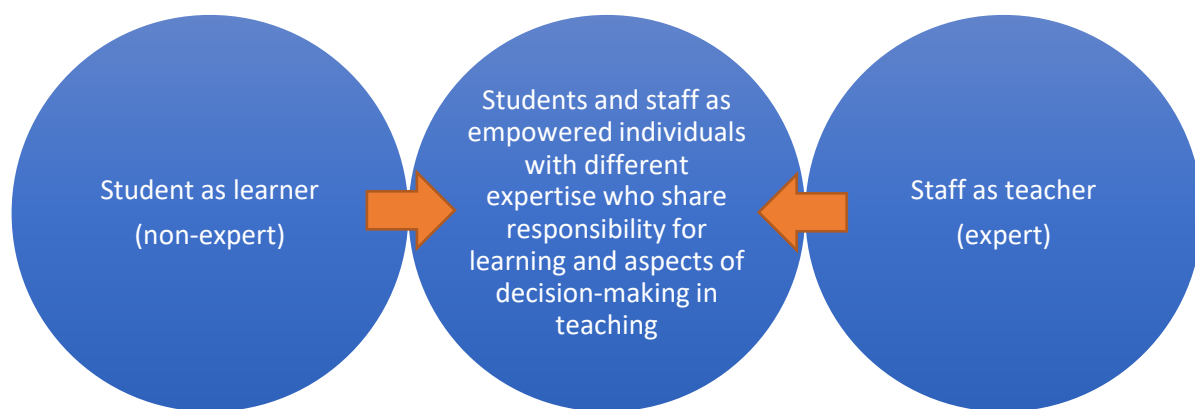 Student as learner
(non-expert)
Students and staff as
empowered individuals
with different
expertise who share
responsibility for
learning and aspects of
decision-making in
teaching
Staff as teacher
(expert)